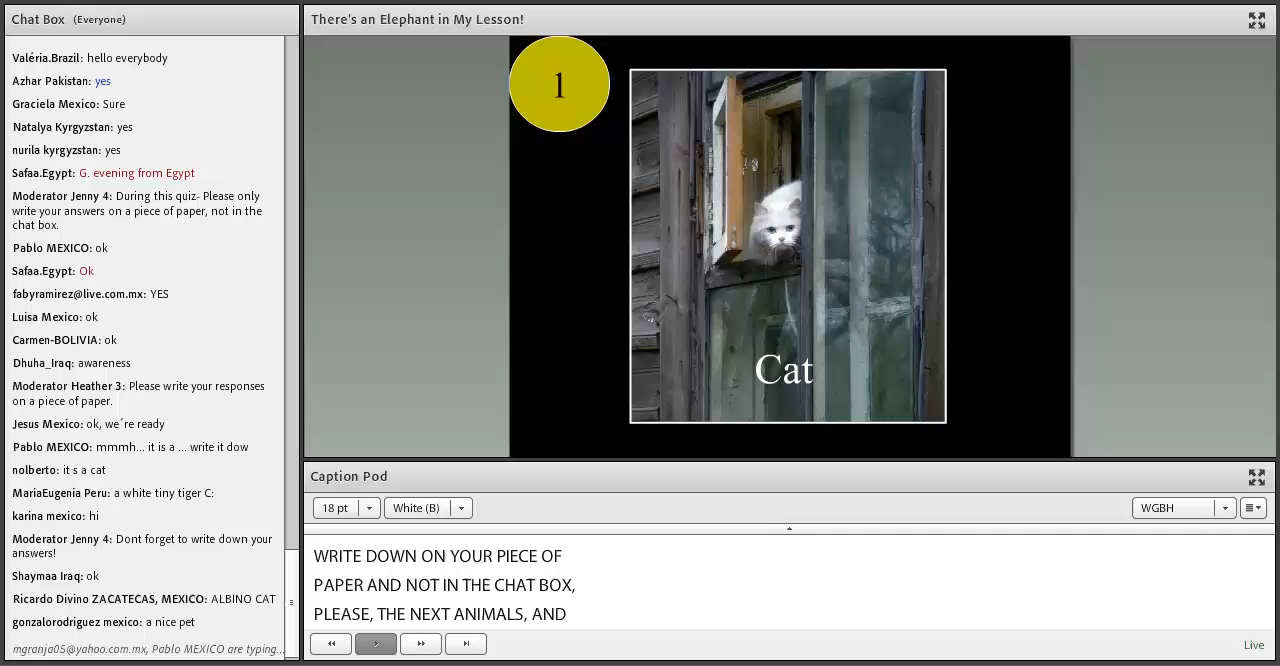 Chat Box (Everyone)
Valéria.Brazil: hello everybody
Azhar Pakistan: yes
Graciela Mexico: Sure
Natalya Kyrgyzstan: yes
nurila kyrgyzstan: yes
Safaa.Egypt: G. evening from Egypt
Moderator Jenny 4: During this quiz- Please only
write your answers on a piece of paper, not in the
chat box.
Pablo MEXICO: ok
Safaa.Egypt: Ok
fabyramirez@live.com.mx: YES
Luisa Mexico: ok
Carmen-BOLIVIA: ok
Dhuha_Iraq: awareness
Moderator Heather 3: Please write your responses
on a piece of paper.
Jesus Mexico: ok, we´re ready
Pablo MEXICO: mmmh... it is a ... write it dow
nolberto: it s a cat
MariaEugenia Peru: a white tiny tiger C:
karina mexico: hi
Moderator Jenny 4: Dont forget to write down your
answers!
Shaymaa Iraq: ok
Ricardo Divino ZACATECAS, MEXICO: ALBINO CAT
gonzalorodriguez mexico: a nice pet
mgranja05@yahoo.com.mx, Pablo MEXICO are typing...
There's an Elephant in My Lesson!
1
Cat
Caption Pod
18 pt
White (B)
WGBH
WRITE DOWN ON YOUR PIECE OF
PAPER AND NOT IN THE CHAT BOX,
PLEASE, THE NEXT ANIMALS, AND
Live